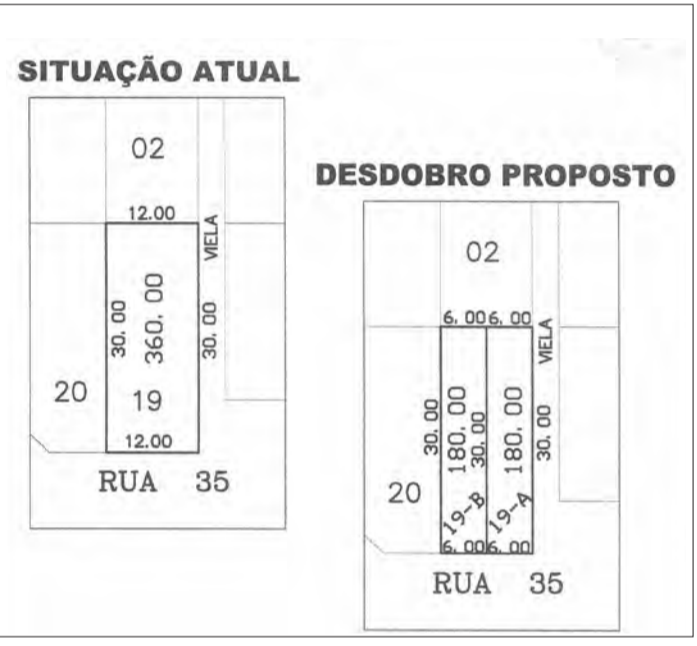 SITUAÇÃO ATUAL
02
12.00
VIELA
30. 00
360. 00
30. 00
20
19
12.00
RUA 35
DESDOBRO PROPOSTO
02
6. 00 6. 00
VIELA
30. 00
180. 00
30. 00
180. 00
30. 00
20
19-B
19-A
6. 00 6. 00
RUA 35